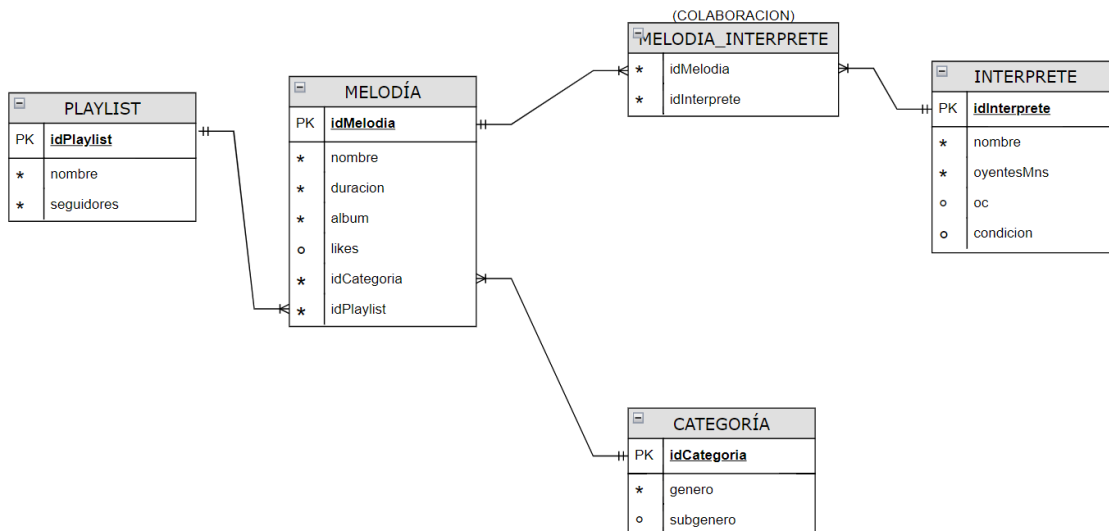 PLAYLIST
PK idPlaylist
* nombre
* seguidores
MELODÍA
PK idMelodia
* nombre
* duracion
* album
o likes
* idCategoria
* idPlaylist
(COLABORACION)
MELODIA_INTERPRETE
* idMelodia
* idInterprete
INTERPRETE
PK idInterprete
* nombre
* oyentesMns
o oc
o condicion
CATEGORÍA
PK idCategoria
* genero
o subgenero